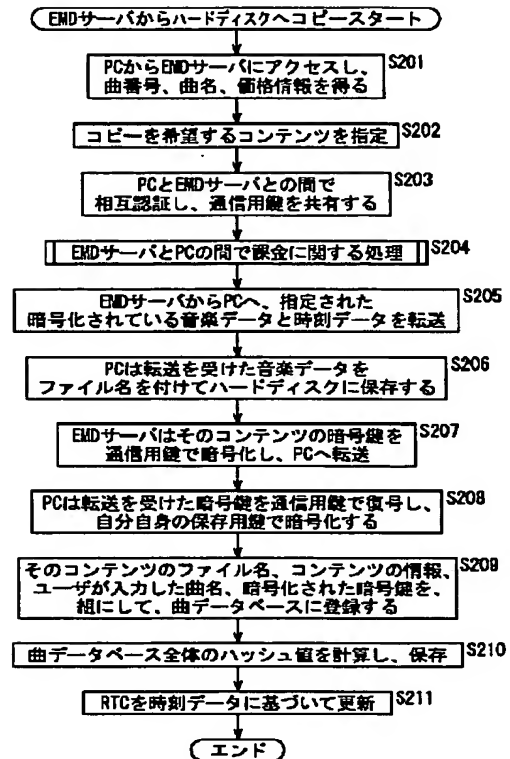 EMDサーバからハードディスクへコピースタート
PCからEMDサーバにアクセスし、 S201
曲番号、曲名、価格情報を得る
コピーを希望するコンテンツを指定 S202
PCとEMDサーバとの間で S203
相互認証し、通信用鍵を共有する
EMDサーバとPCの間で課金に関する処理 S204
EMDサーバからPCへ、指定された S205
暗号化されている音楽データと時刻データを転送
PCは転送を受けた音楽データを S206
ファイル名を付けてハードディスクに保存する
EMDサーバはそのコンテンツの暗号鍵を S207
通信用鍵で暗号化し、PCへ転送
PCは転送を受けた暗号鍵を通信用鍵で復号し、 S208
自分自身の保存用鍵で暗号化する
そのコンテンツのファイル名、コンテンツの情報、 S209
ユーザが入力した曲名、暗号化された暗号鍵を、
組にして、曲データベースに登録する
曲データベース全体のハッシュ値を計算し、保存 S210
RTCを時刻データに基づいて更新 S211
エンド